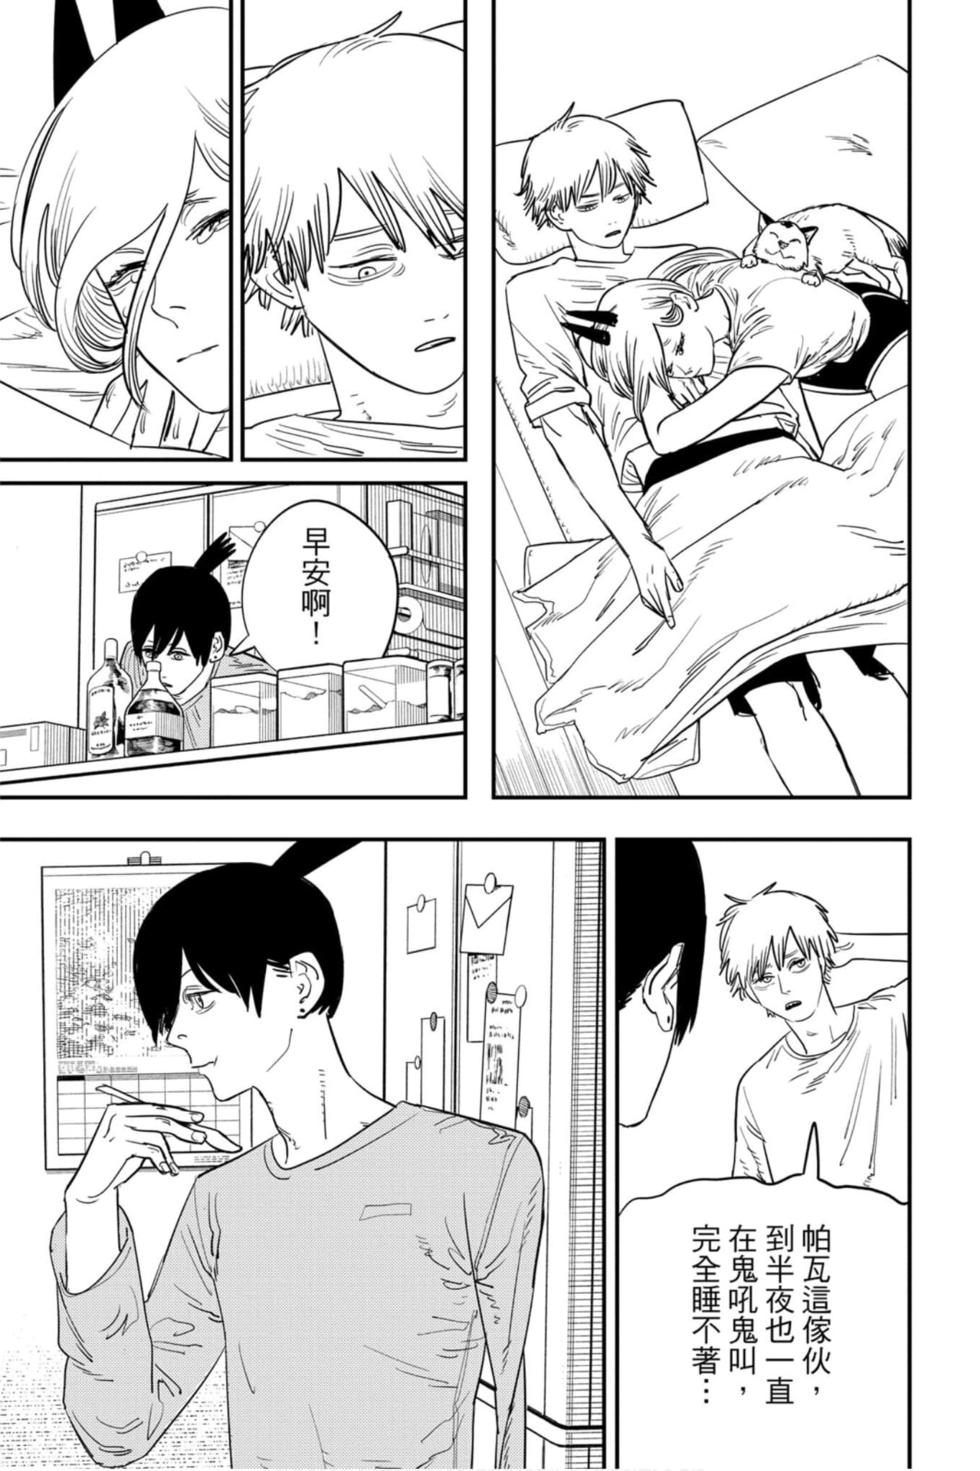 早安啊！
帕瓦這傢伙，
到半夜也一直
在鬼吼鬼叫，
完全睡不著…